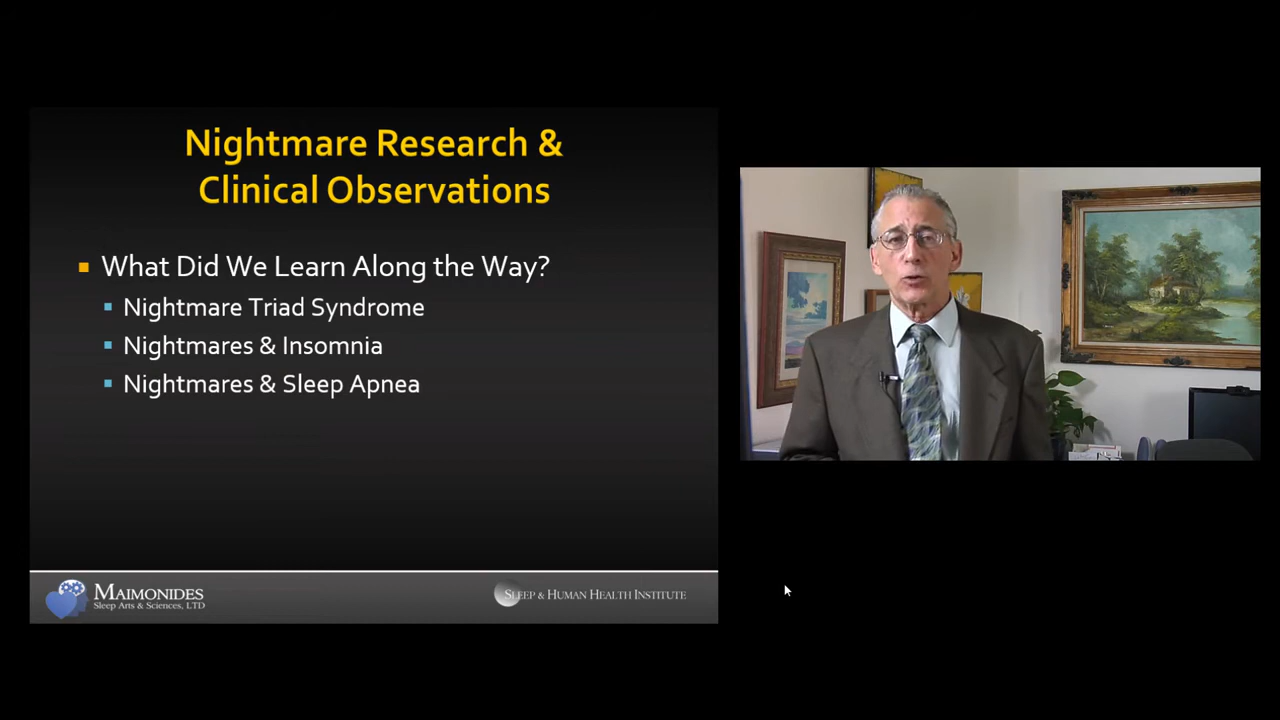 Nightmare Research &
Clinical Observations
What Did We Learn Along the Way?
Nightmare Triad Syndrome
Nightmares & Insomnia
Nightmares & Sleep Apnea
MAIMONIDES
Sleep Arts & Sciences, LTD
SLEEP & HUMAN HEALTH INSTITUTE